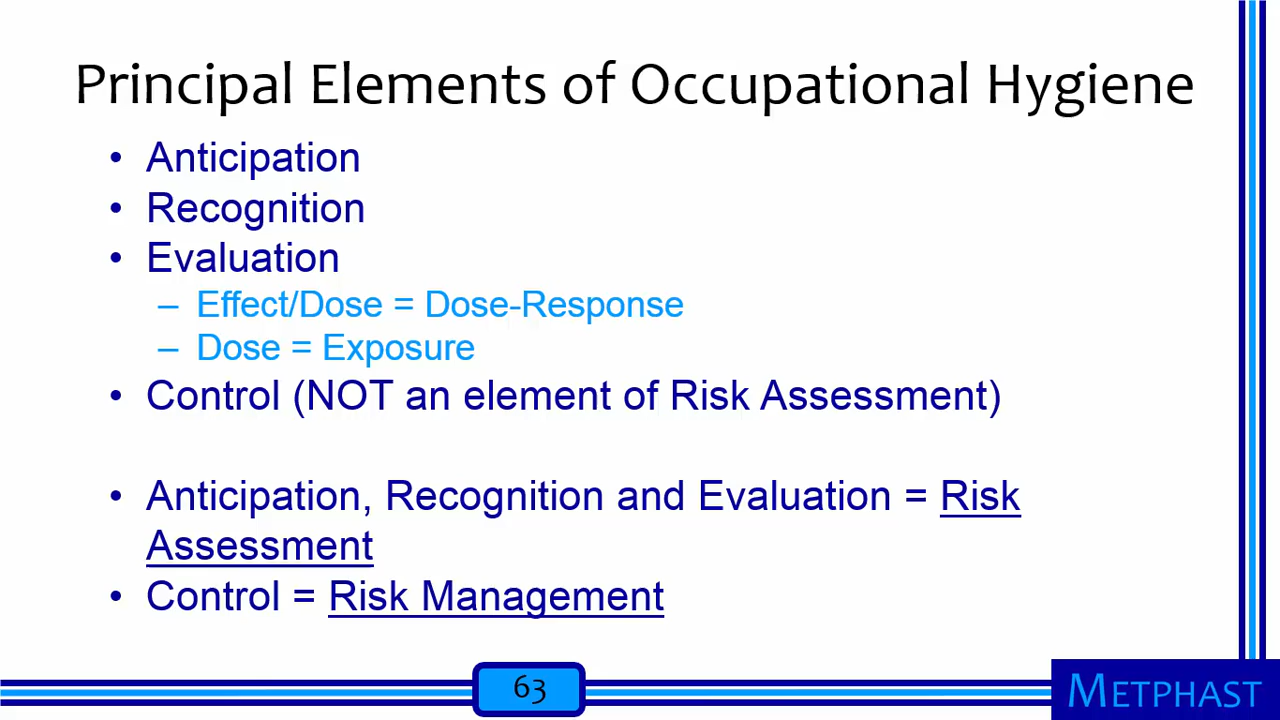 Principal Elements of Occupational Hygiene
• Anticipation
• Recognition
• Evaluation
– Effect/Dose = Dose-Response
– Dose = Exposure
• Control (NOT an element of Risk Assessment)
• Anticipation, Recognition and Evaluation = Risk
Assessment
• Control = Risk Management
63
METPHAST